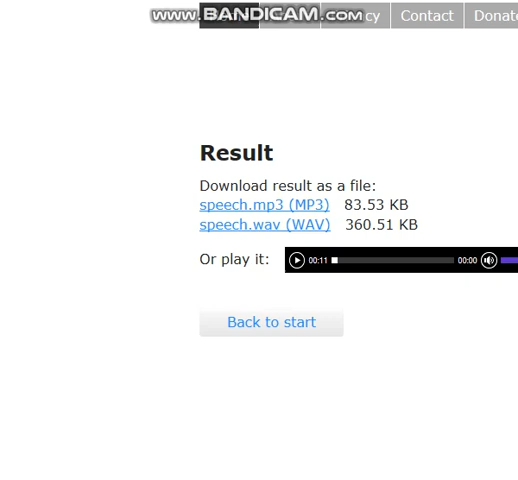 www.BANDICAM.com cy Contact Donate
Result
Download result as a file:
speech.mp3 (MP3) 83.53 KB
speech.wav (WAV) 360.51 KB
Or play it: 00:11 00:00
Back to start